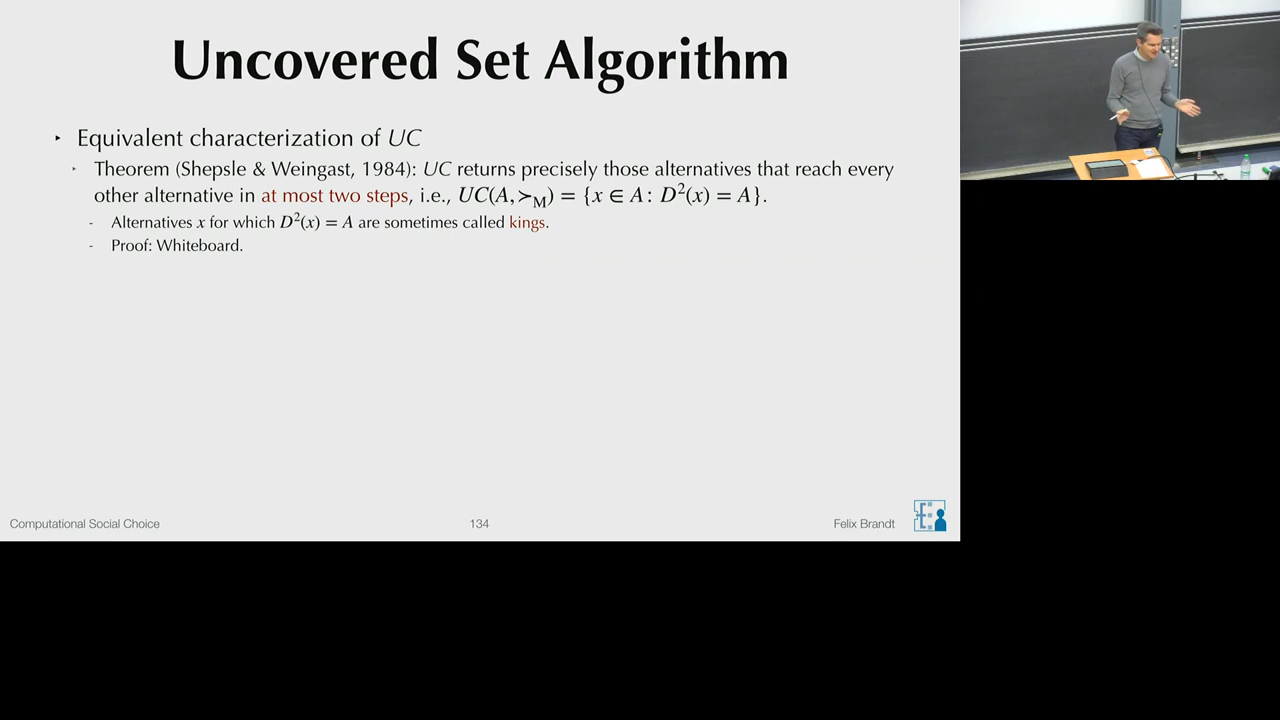 Uncovered Set Algorithm
‣ Equivalent characterization of UC
‣ Theorem (Shepsle & Weingast, 1984): UC returns precisely those alternatives that reach every
other alternative in at most two steps, i.e., UC(A, ≻_M) = {x ∈ A : D²(x) = A}.
- Alternatives x for which D²(x) = A are sometimes called kings.
- Proof: Whiteboard.
Computational Social Choice
134
Felix Brandt